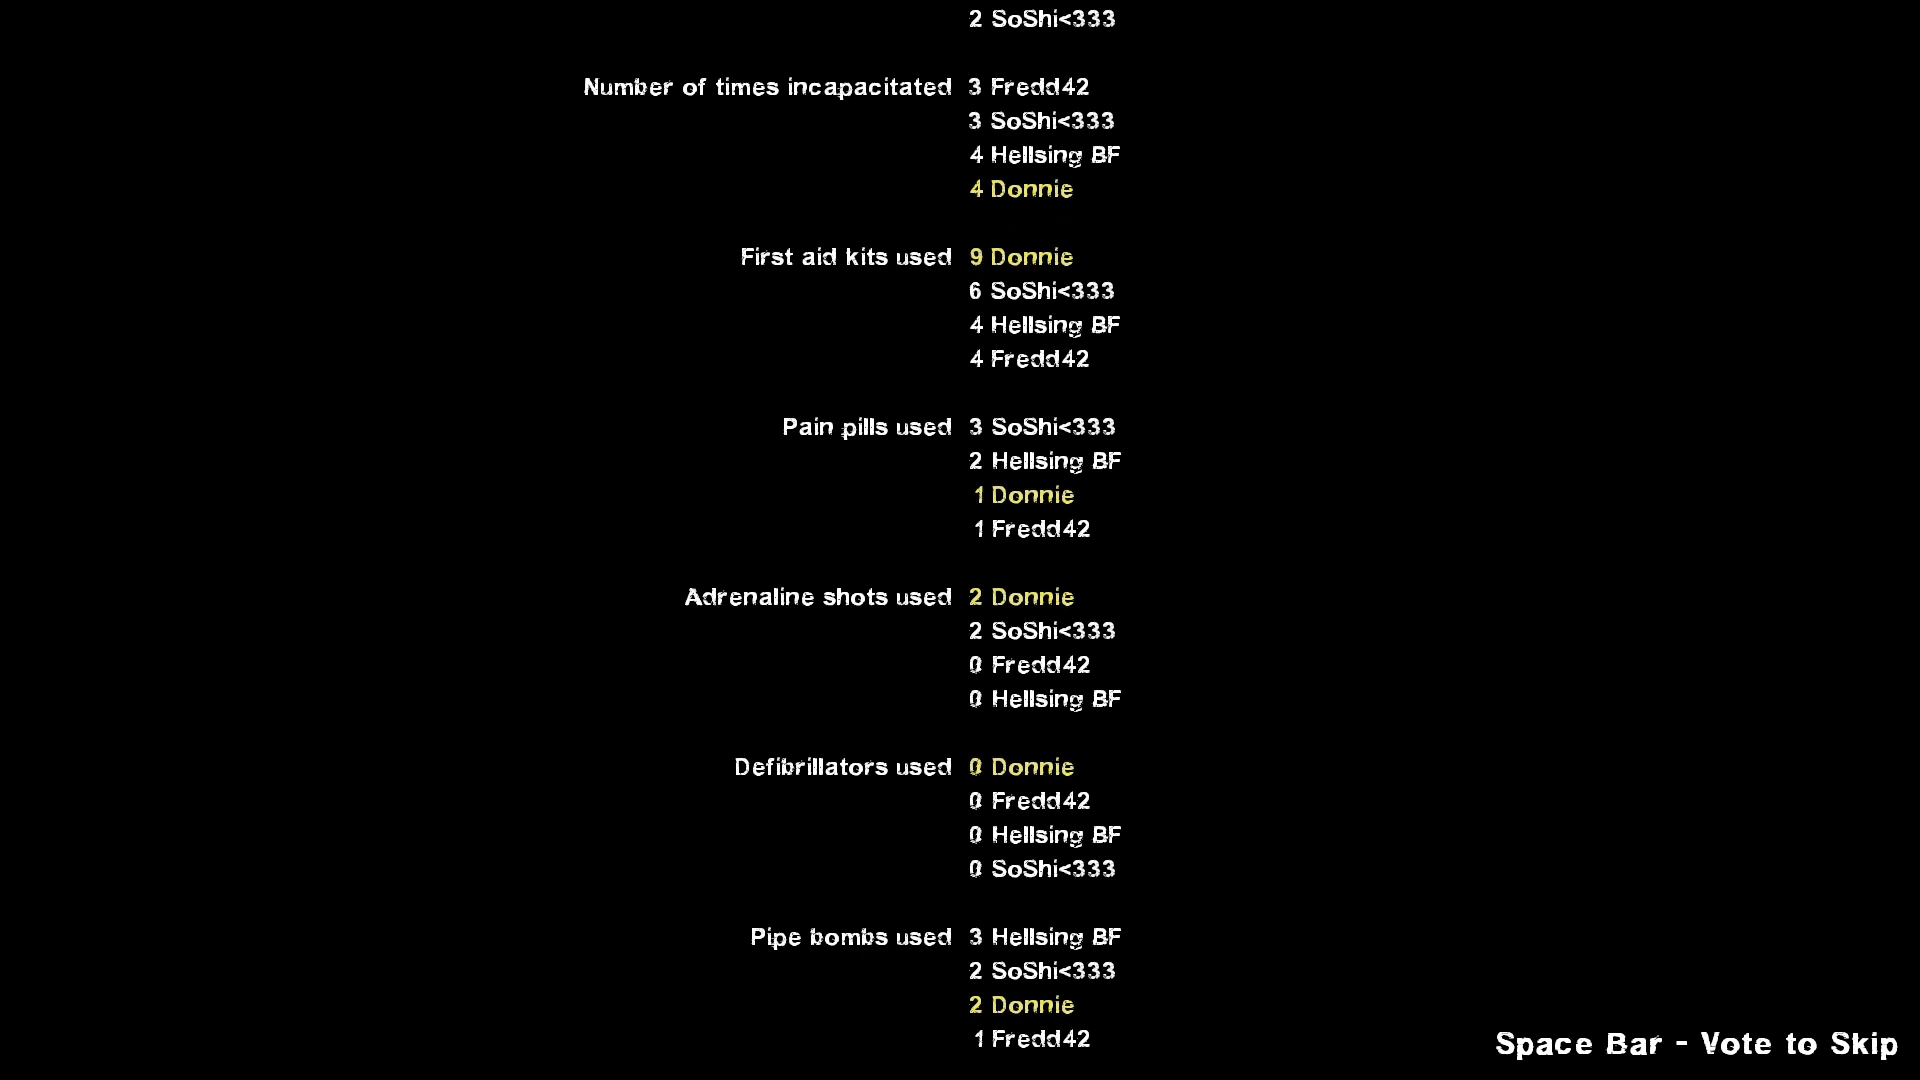 2 SoShi<333
Number of times incapacitated 3 Fredd42
3 SoShi<333
4 Hellsing BF
4 Donnie
First aid kits used 9 Donnie
6 SoShi<333
4 Hellsing BF
4 Fredd42
Pain pills used 3 SoShi<333
2 Hellsing BF
1 Donnie
1 Fredd42
Adrenaline shots used 2 Donnie
2 SoShi<333
0 Fredd42
0 Hellsing BF
Defibrillators used 0 Donnie
0 Fredd42
0 Hellsing BF
0 SoShi<333
Pipe bombs used 3 Hellsing BF
2 SoShi<333
2 Donnie
1 Fredd42
Space Bar - Vote to Skip